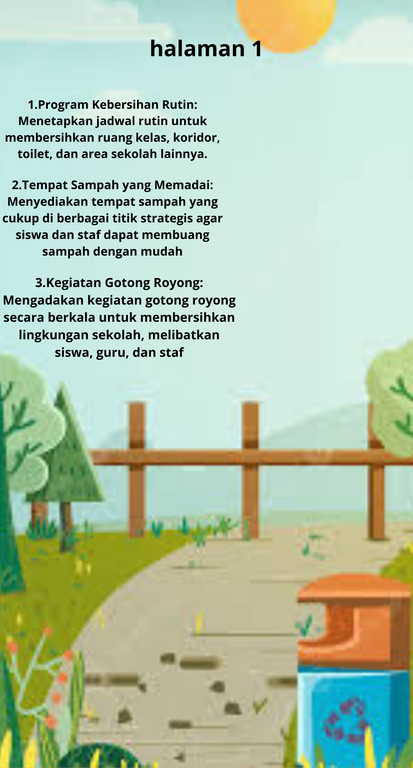 halaman 1
1.Program Kebersihan Rutin:
Menetapkan jadwal rutin untuk
membersihkan ruang kelas, koridor,
toilet, dan area sekolah lainnya.
2.Tempat Sampah yang Memadai:
Menyediakan tempat sampah yang
cukup di berbagai titik strategis agar
siswa dan staf dapat membuang
sampah dengan mudah
3.Kegiatan Gotong Royong:
Mengadakan kegiatan gotong royong
secara berkala untuk membersihkan
lingkungan sekolah, melibatkan
siswa, guru, dan staf